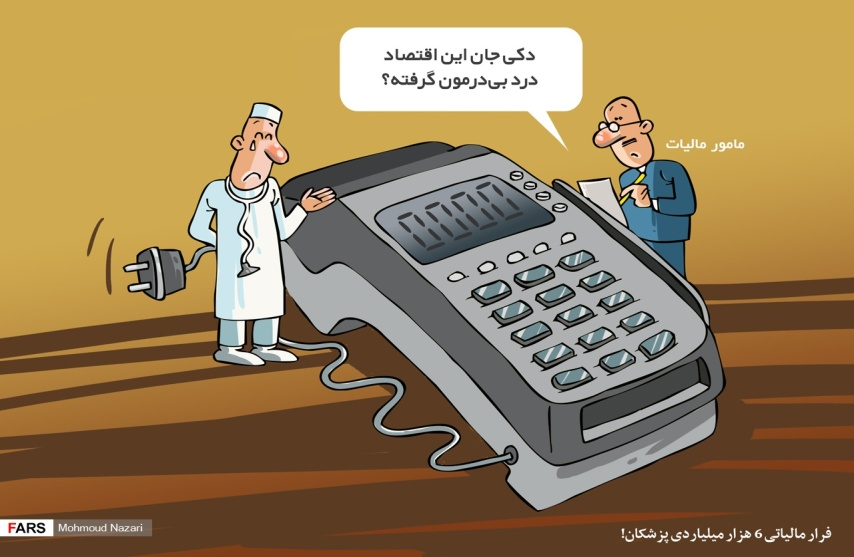 دکی جان این اقتصاد
درد بی‌درمون گرفته؟
مامور مالیات
0000
فرار مالیاتی 6 هزار میلیاردی پزشکان!
FARS Mohmoud Nazari